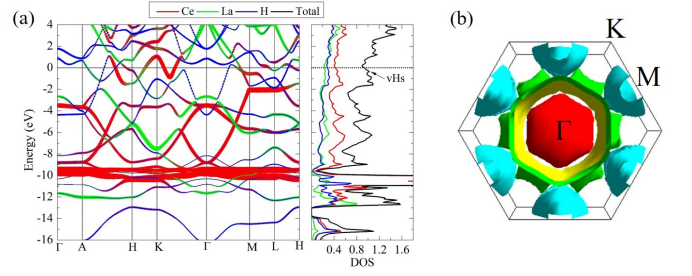 Ce La H Total
(a)
(b)
4
2
0
-2
-4
-6
-8
-10
-12
-14
-16
Energy (eV)
Γ A H K Γ M L H
vHs
0.4 0.8 1.2 1.6
DOS
K
M
Γ